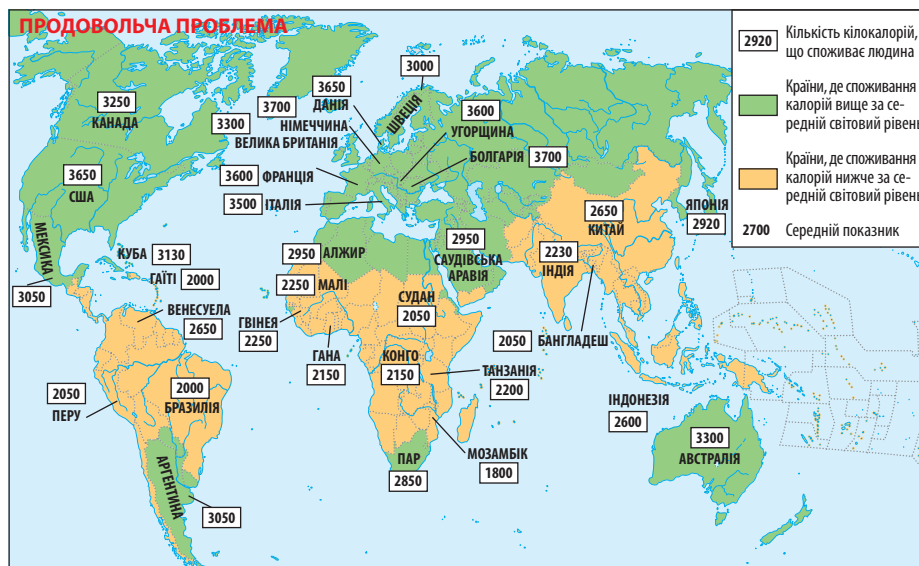 ПРОДОВОЛЬЧА ПРОБЛЕМА
2920
Кількість кілокалорій,
що споживає людина
Країни, де споживання
калорій вище за се-
редній світовий рівень
Країни, де споживання
калорій нижче за се-
редній світовий рівень
2700 Середній показник
3250
КАНАДА
3650
США
МЕКСИКА
3050
КУБА 3130
ГАЇТІ 2000
ВЕНЕСУЕЛА
2650
2050
ПЕРУ
2000
БРАЗИЛІЯ
АРГЕНТИНА
3050
3000
ШВЕЦІЯ
3650
ДАНІЯ
3700
НІМЕЧЧИНА
3300
ВЕЛИКА БРИТАНІЯ
3600 ФРАНЦІЯ
3500 ІТАЛІЯ
3600
УГОРЩИНА
БОЛГАРІЯ 3700
2950 АЛЖИР
2250 МАЛІ
ГВІНЕЯ
2250
ГАНА
2150
СУДАН
2050
КОНГО
2150
ТАНЗАНІЯ
2200
МОЗАМБІК
1800
ПАР
2850
2950
САУДІВСЬКА
АРАВІЯ
2230
ІНДІЯ
2650
КИТАЙ
ЯПОНІЯ
2920
2050
БАНГЛАДЕШ
ІНДОНЕЗІЯ
2600
3300
АВСТРАЛІЯ